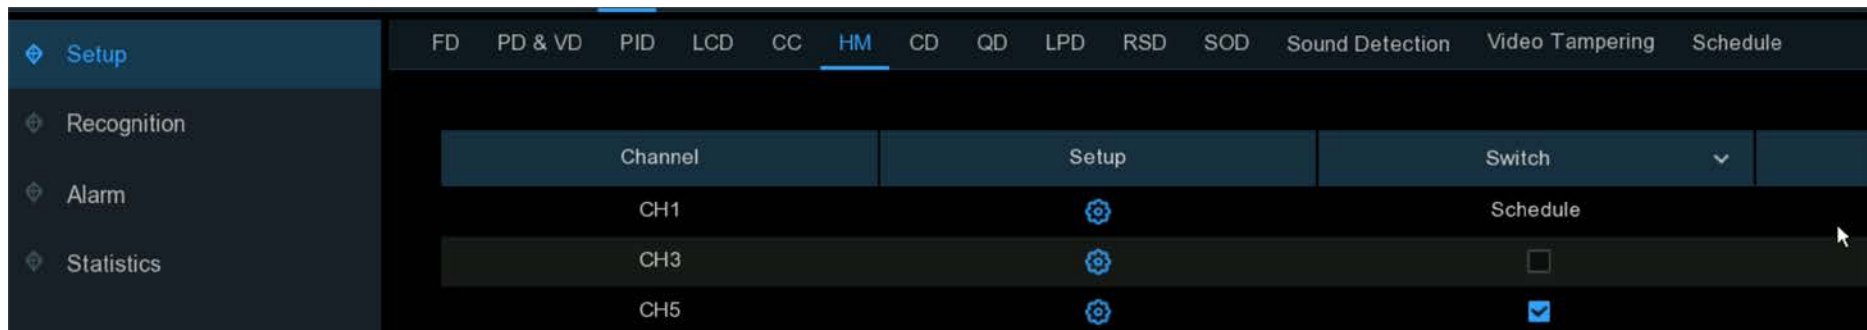 Setup
Recognition
Alarm
Statistics
FD PD & VD PID LCD CC HM CD QD LPD RSD SOD Sound Detection Video Tampering Schedule
Channel Setup Switch
CH1 Schedule
CH3
CH5